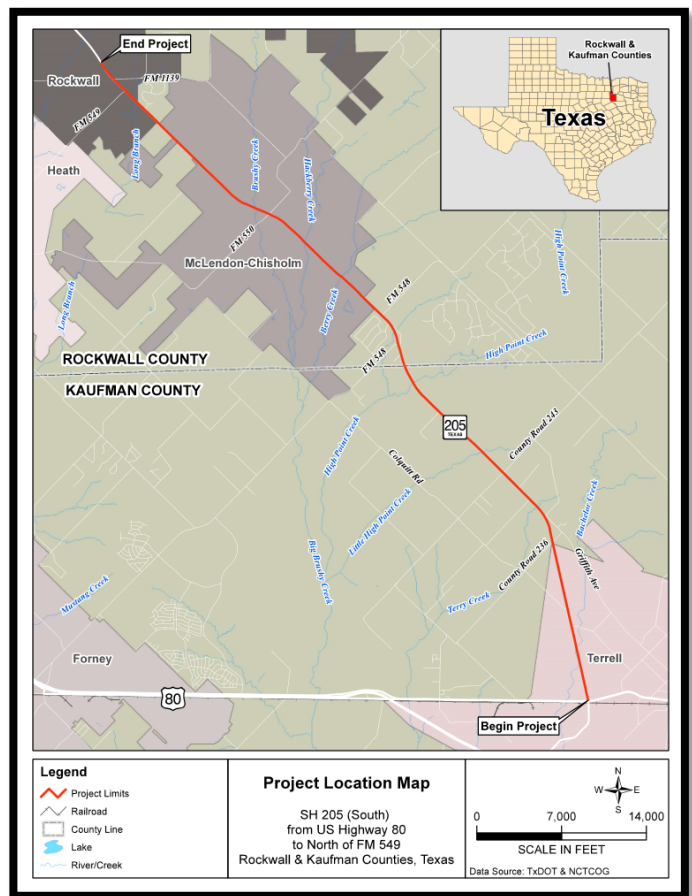 End Project
Rockwall
FM 1139
FM 549
Long Branch
Heath
Brushy Creek
Hackberry Creek
FM 550
McLendon-Chisholm
Long Branch
Berry Creek
FM 548
High Point Creek
High Point Creek
FM 548
ROCKWALL COUNTY
KAUFMAN COUNTY
205
TEXAS
County Road 243
High Point Creek
Colquitt Rd
Little High Point Creek
Bachelor Creek
Big Brushy Creek
County Road 236
Griffith Ave
Terry Creek
Mustang Creek
Forney
Terrell
80
Begin Project
Rockwall &
Kaufman Counties
Texas
Legend
Project Limits
Railroad
County Line
Lake
River/Creek
Project Location Map
SH 205 (South)
from US Highway 80
to North of FM 549
Rockwall & Kaufman Counties, Texas
N
W E
S
0 7,000 14,000
SCALE IN FEET
Data Source: TxDOT & NCTCOG